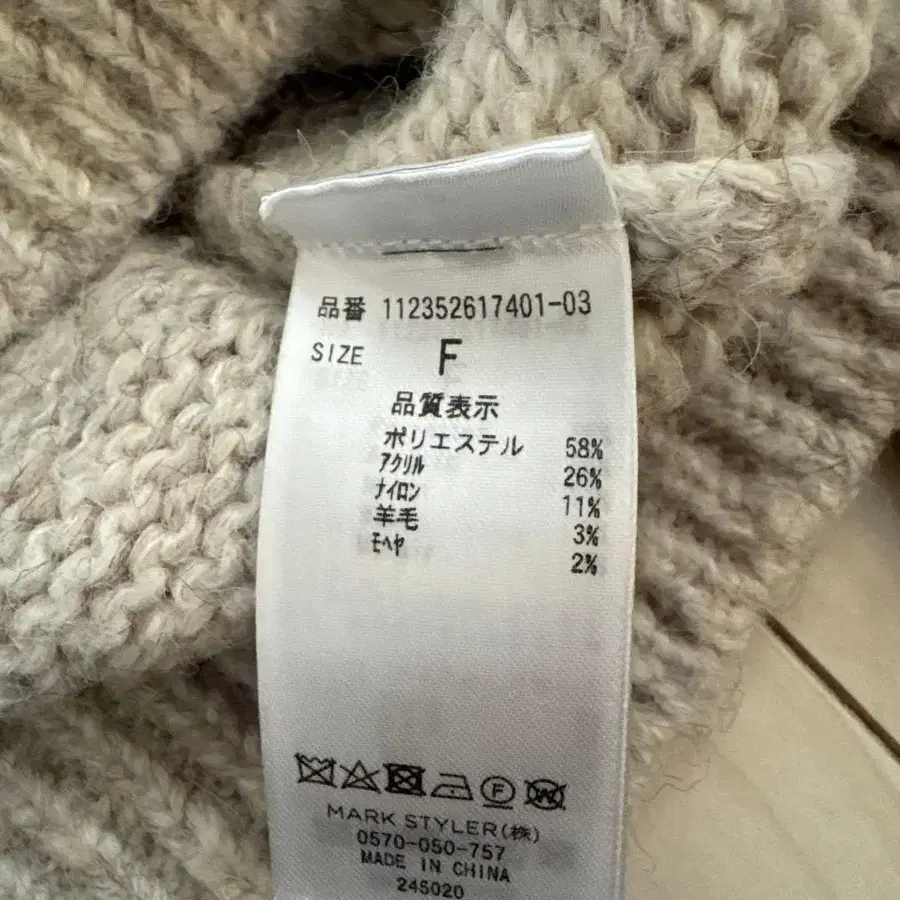 品番 112352617401-03
SIZE F
品質表示
ポリエステル 58%
アクリル 26%
ナイロン 11%
羊毛 3%
モヘヤ 2%
F W
MARK STYLER(株)
0570-050-757
MADE IN CHINA
245020